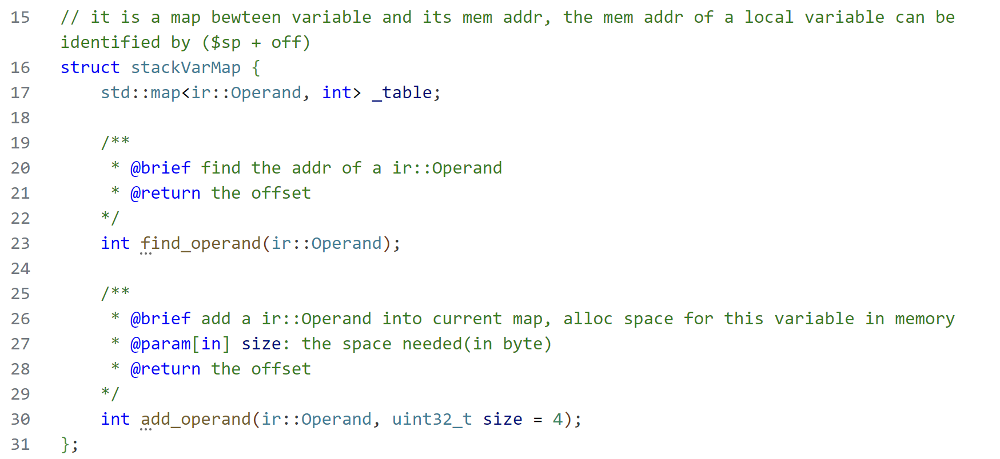 15 // it is a map bewteen variable and its mem addr, the mem addr of a local variable can be
identified by ($sp + off)
16 struct stackVarMap {
17     std::map<ir::Operand, int> _table;
18
19     /**
20      * @brief find the addr of a ir::Operand
21      * @return the offset
22     */
23     int find_operand(ir::Operand);
24
25     /**
26      * @brief add a ir::Operand into current map, alloc space for this variable in memory
27      * @param[in] size: the space needed(in byte)
28      * @return the offset
29     */
30     int add_operand(ir::Operand, uint32_t size = 4);
31 };